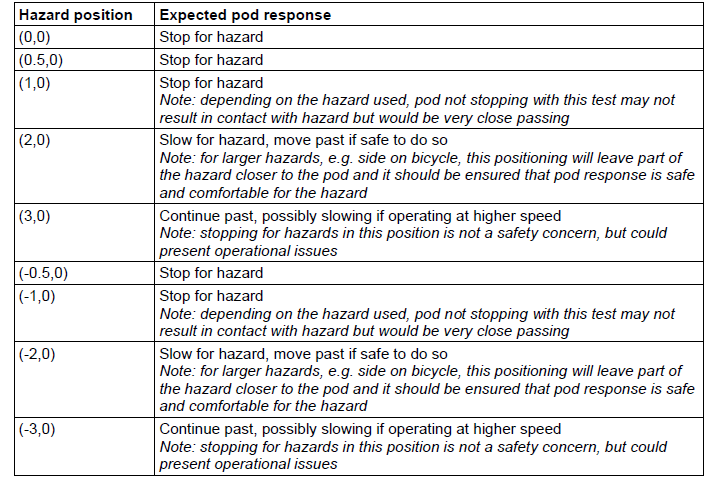 Hazard position Expected pod response
(0,0) Stop for hazard
(0.5,0) Stop for hazard
(1,0) Stop for hazard
Note: depending on the hazard used, pod not stopping with this test may not
result in contact with hazard but would be very close passing
(2,0) Slow for hazard, move past if safe to do so
Note: for larger hazards, e.g. side on bicycle, this positioning will leave part of
the hazard closer to the pod and it should be ensured that pod response is safe
and comfortable for the hazard
(3,0) Continue past, possibly slowing if operating at higher speed
Note: stopping for hazards in this position is not a safety concern, but could
present operational issues
(-0.5,0) Stop for hazard
(-1,0) Stop for hazard
Note: depending on the hazard used, pod not stopping with this test may not
result in contact with hazard but would be very close passing
(-2,0) Slow for hazard, move past if safe to do so
Note: for larger hazards, e.g. side on bicycle, this positioning will leave part of
the hazard closer to the pod and it should be ensured that pod response is safe
and comfortable for the hazard
(-3,0) Continue past, possibly slowing if operating at higher speed
Note: stopping for hazards in this position is not a safety concern, but could
present operational issues